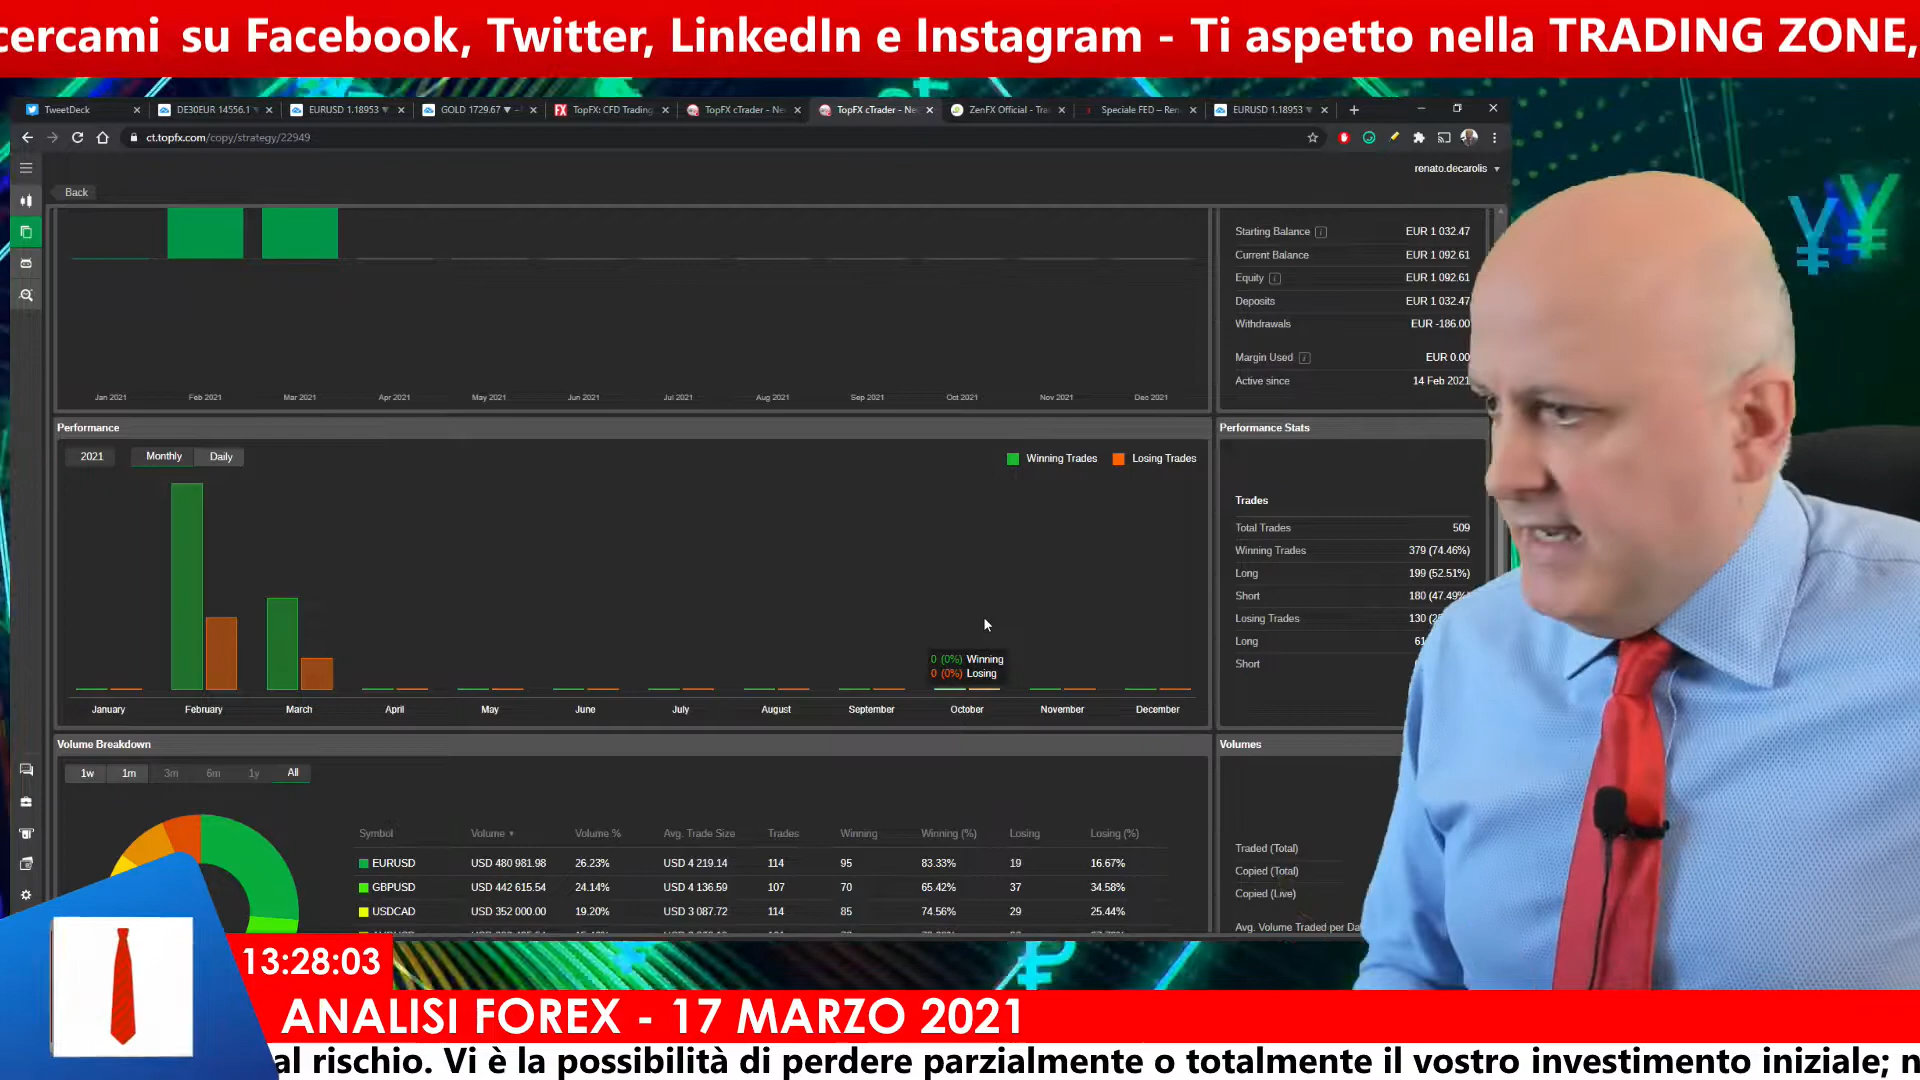 cercami su Facebook, Twitter, LinkedIn e Instagram - Ti aspetto nella TRADING ZONE,
TweetDeck
DE30EUR 14556.1
EURUSD 1.18953 ▼
GOLD 1729.67 ▼
TopFX: CFD Trading
TopFX cTrader - Ne
TopFX cTrader - Ne
ZenFX Official - Tra
Speciale FED – Ren
EURUSD 1.18953 ▼
ct.topfx.com/copy/strategy/22949
renato.decarolis
Back
Jan 2021 Feb 2021 Mar 2021 Apr 2021 May 2021 Jun 2021 Jul 2021 Aug 2021 Sep 2021 Oct 2021 Nov 2021 Dec 2021
Starting Balance EUR 1 032.47
Current Balance EUR 1 092.61
Equity EUR 1 092.61
Deposits EUR 1 032.47
Withdrawals EUR -186.00
Margin Used EUR 0.00
Active since 14 Feb 2021
Performance
2021 Monthly Daily
Winning Trades Losing Trades
0 (0%) Winning
0 (0%) Losing
January February March April May June July August September October November December
Performance Stats
Trades
Total Trades 509
Winning Trades 379 (74.46%)
Long 199 (52.51%)
Short 180 (47.49%)
Losing Trades 130
Long 61
Short
Volume Breakdown
1w 1m 3m 6m 1y All
Symbol Volume ▼ Volume % Avg. Trade Size Trades Winning Winning (%) Losing Losing (%)
EURUSD USD 480 981.98 26.23% USD 4 219.14 114 95 83.33% 19 16.67%
GBPUSD USD 442 615.54 24.14% USD 4 136.59 107 70 65.42% 37 34.58%
USDCAD USD 352 000.00 19.20% USD 3 087.72 114 85 74.56% 29 25.44%
Volumes
Traded (Total)
Copied (Total)
Copied (Live)
Avg. Volume Traded per Da
13:28:03
ANALISI FOREX - 17 MARZO 2021
al rischio. Vi è la possibilità di perdere parzialmente o totalmente il vostro investimento iniziale; n